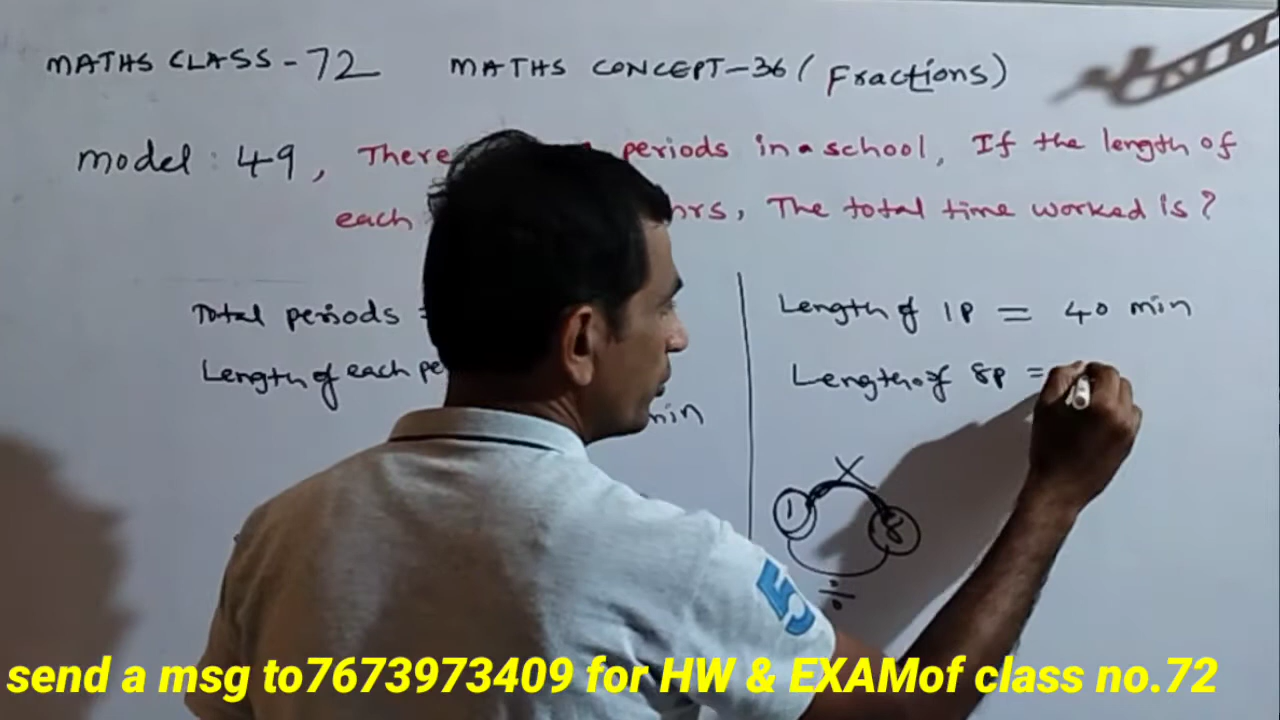 MATHS CLASS - 72 MATHS CONCEPT-36 (Fractions)
model : 49, There periods in a school, If the length of
each hrs, The total time worked is?
Total periods =
Length of each pe
min
Length of 1P = 40 min
Length of 8P =
X
1 8
÷
5
send a msg to7673973409 for HW & EXAMof class no.72